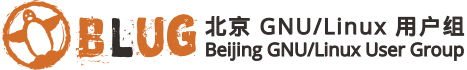 BLUG
北京 GNU/Linux 用户组
Beijing GNU/Linux User Group